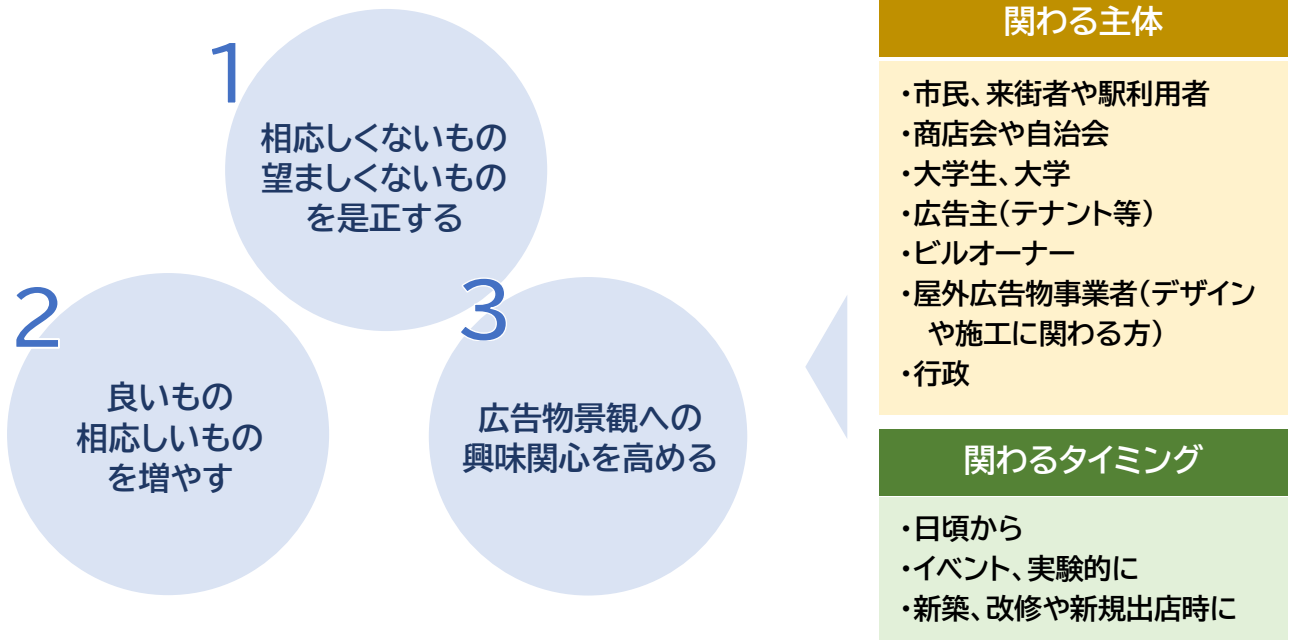 1
相応しくないもの
望ましくないもの
を是正する
2
良いもの
相応しいもの
を増やす
3
広告物景観への
興味関心を高める
関わる主体
・市民、来街者や駅利用者
・商店会や自治会
・大学生、大学
・広告主(テナント等)
・ビルオーナー
・屋外広告物事業者(デザイン
や施工に関わる方)
・行政
関わるタイミング
・日頃から
・イベント、実験的に
・新築、改修や新規出店時に